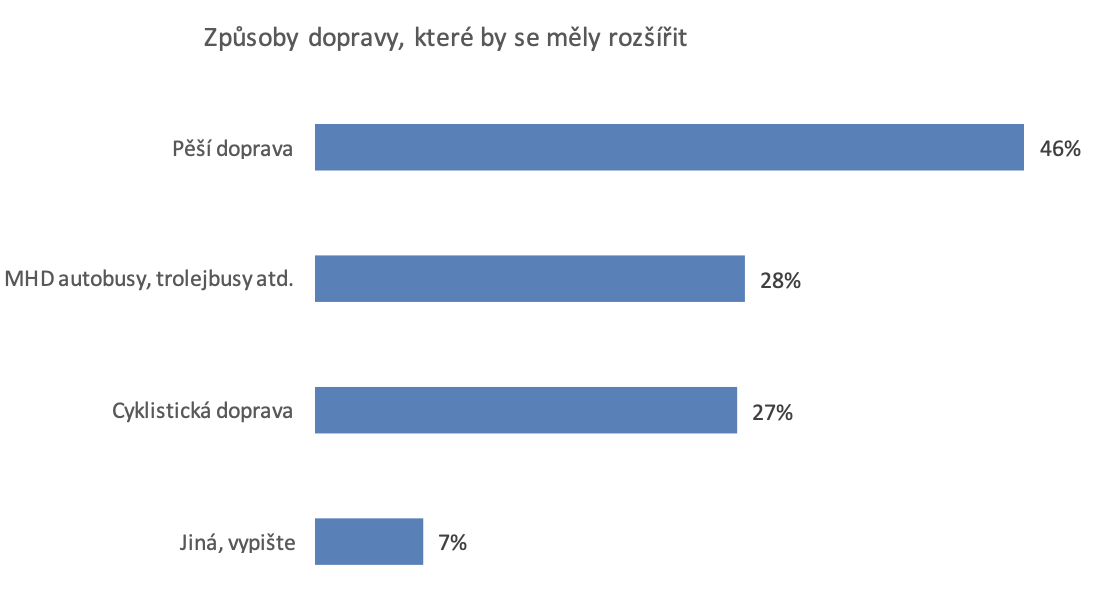 Způsoby dopravy, které by se měly rozšířit
Pěší doprava 46%
MHD autobusy, trolejbusy atd. 28%
Cyklistická doprava 27%
Jiná, vypište 7%